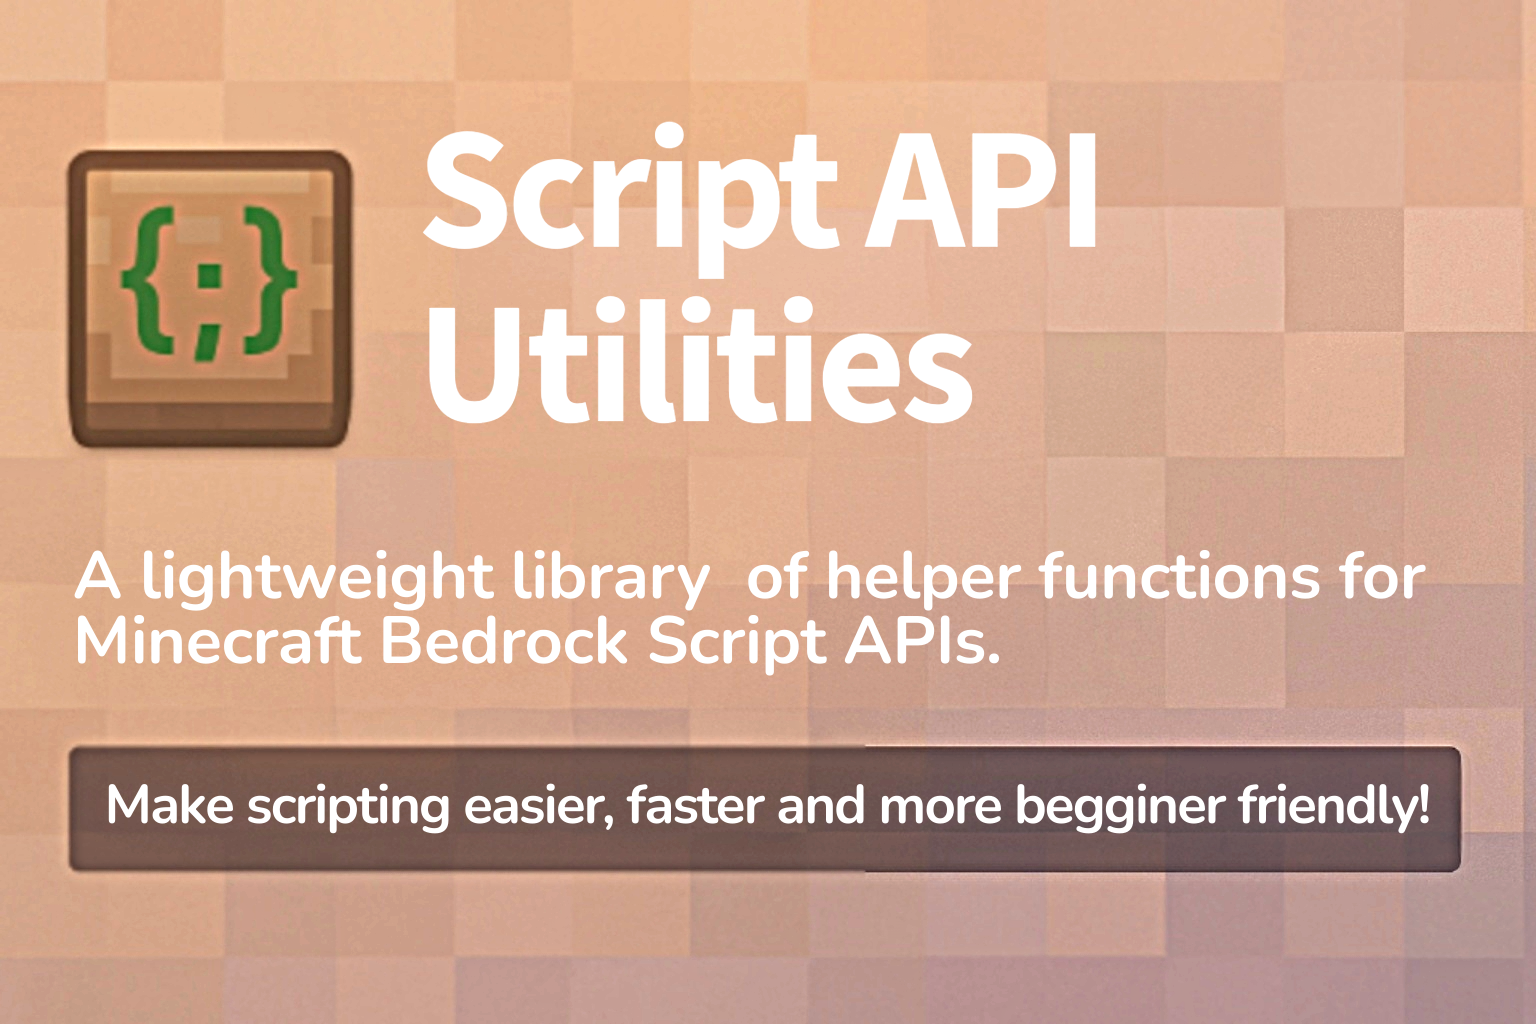 {;}
Script API
Utilities
A lightweight library  of helper functions for
Minecraft Bedrock Script APIs.
Make scripting easier, faster and more begginer friendly!